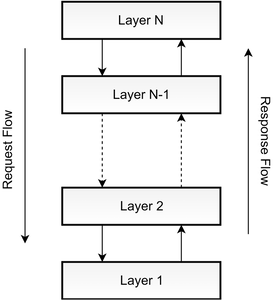 Layer N
Layer N-1
Request Flow
Response Flow
Layer 2
Layer 1